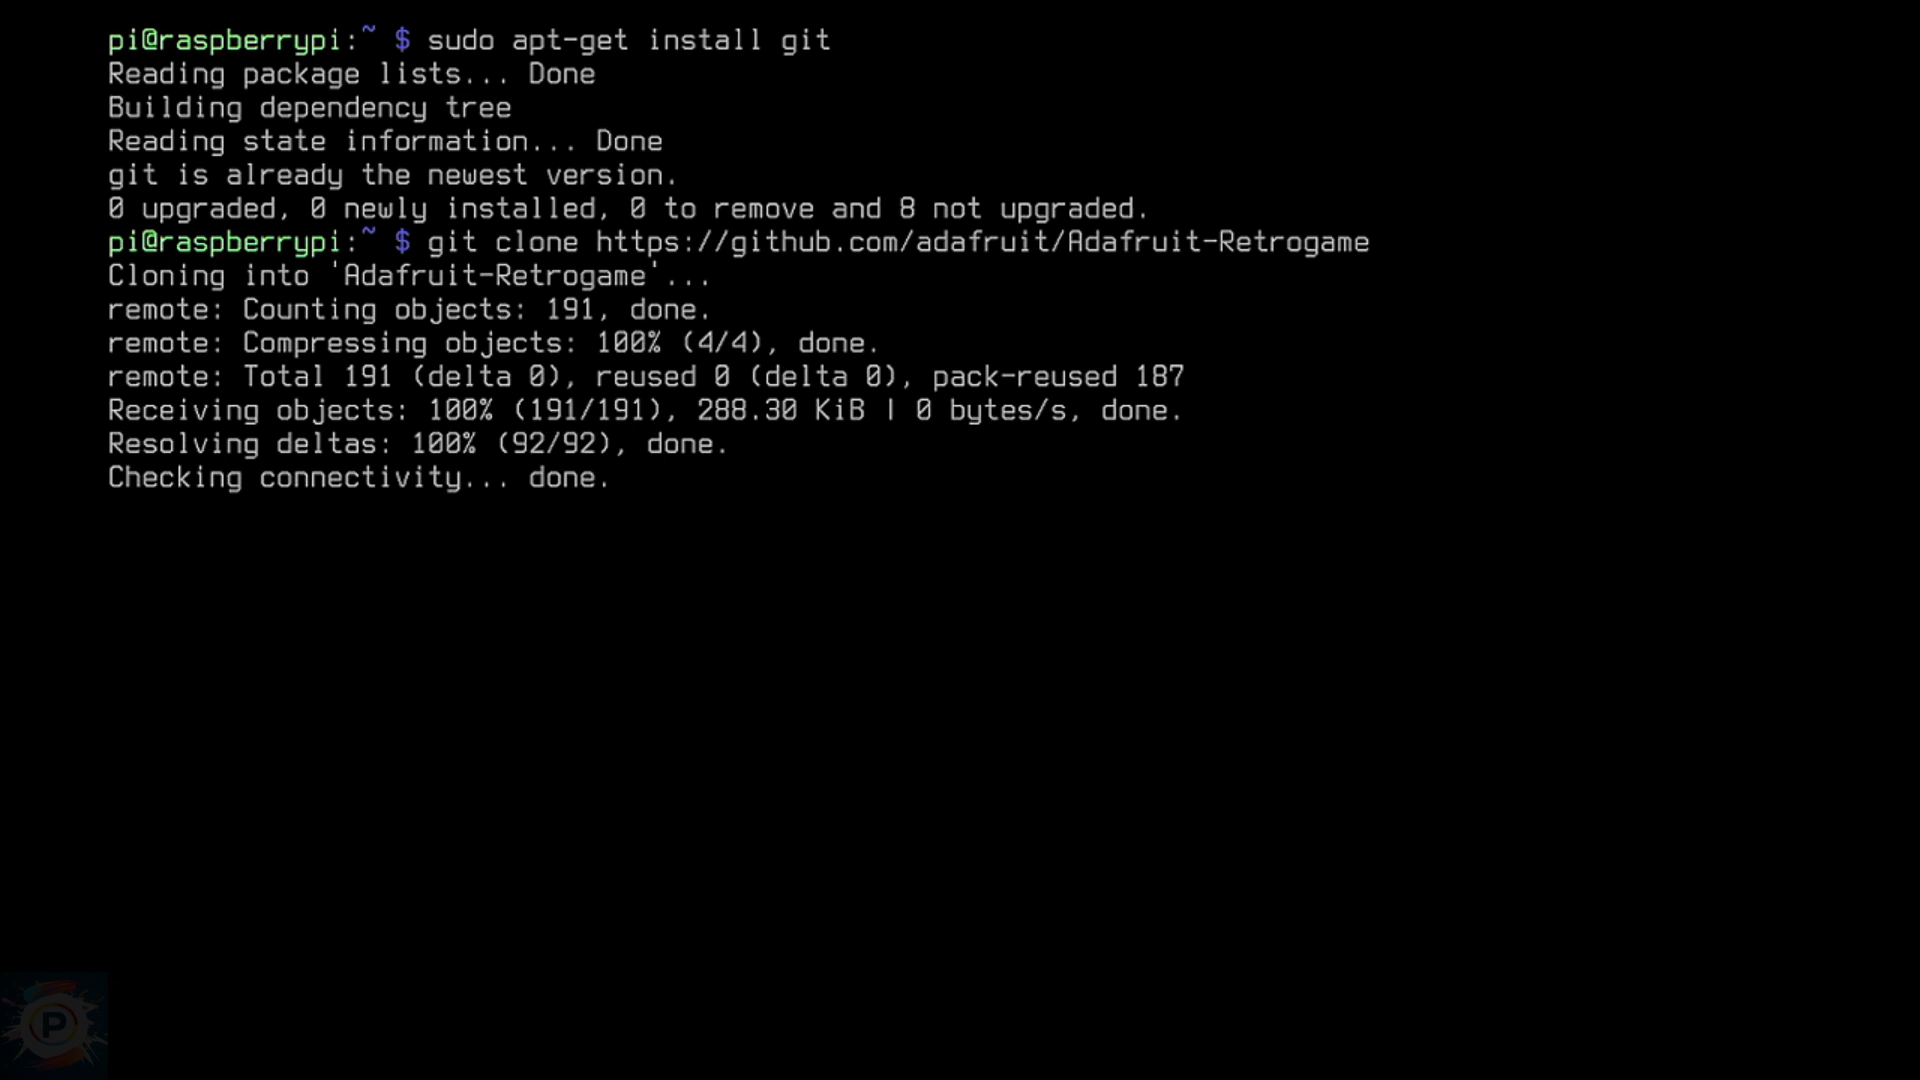 pi@raspberrypi:~ $ sudo apt-get install git
Reading package lists... Done
Building dependency tree
Reading state information... Done
git is already the newest version.
0 upgraded, 0 newly installed, 0 to remove and 8 not upgraded.
pi@raspberrypi:~ $ git clone https://github.com/adafruit/Adafruit-Retrogame
Cloning into 'Adafruit-Retrogame'...
remote: Counting objects: 191, done.
remote: Compressing objects: 100% (4/4), done.
remote: Total 191 (delta 0), reused 0 (delta 0), pack-reused 187
Receiving objects: 100% (191/191), 288.30 KiB | 0 bytes/s, done.
Resolving deltas: 100% (92/92), done.
Checking connectivity... done.
P